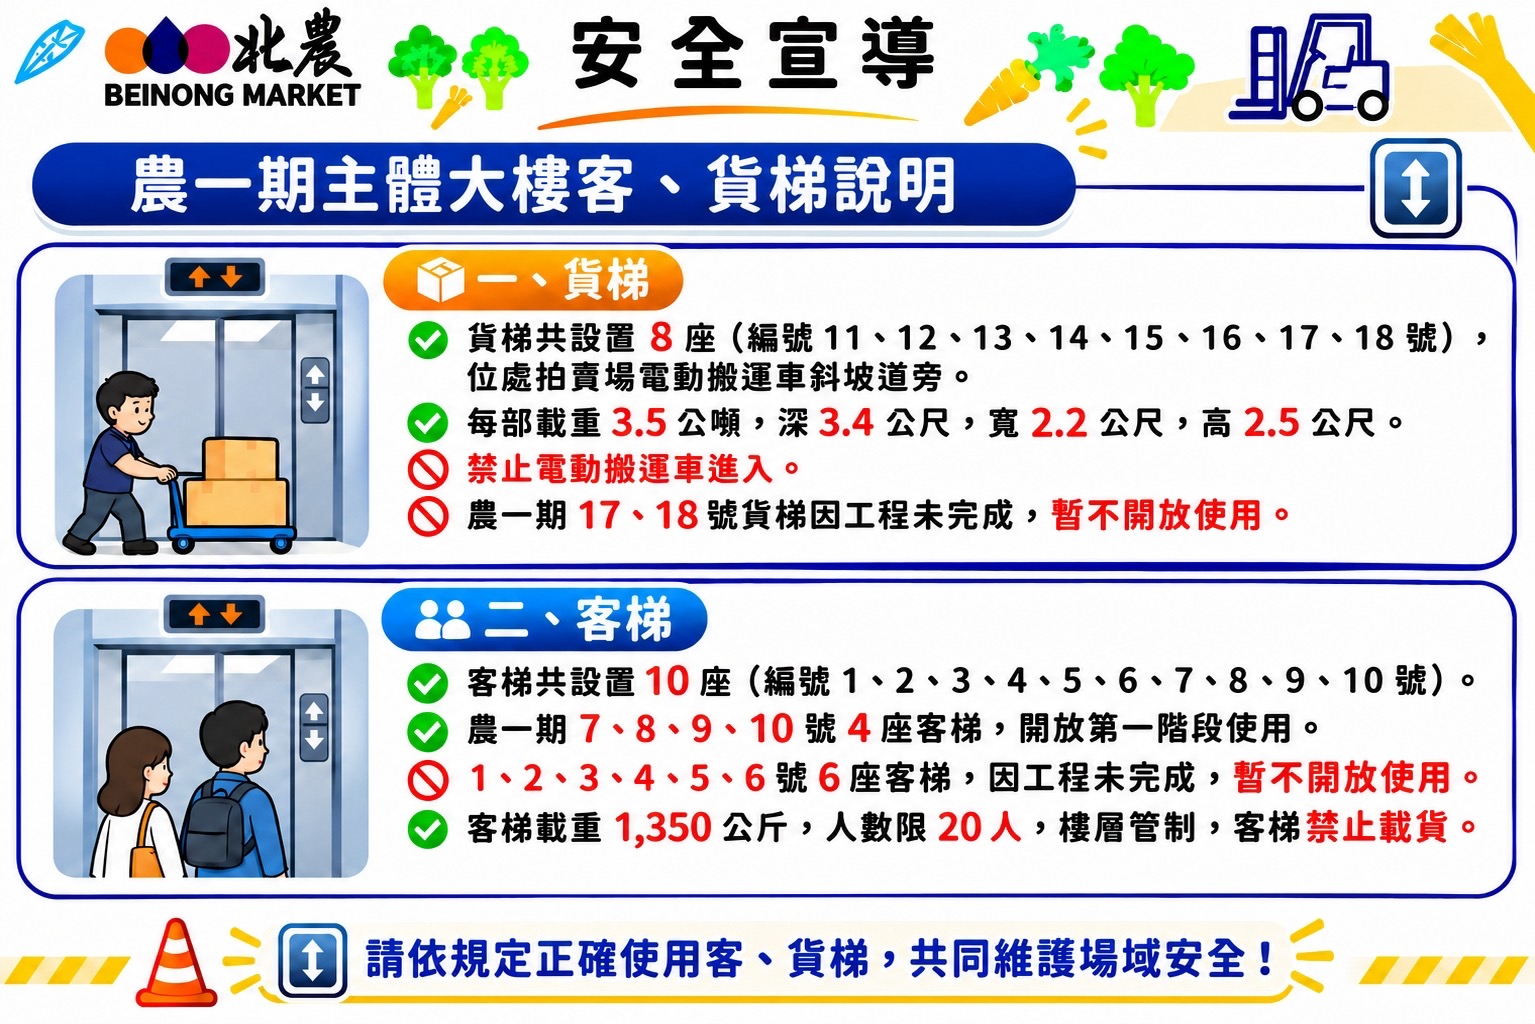 北農
BEINONG MARKET
安全宣導
農一期主體大樓客、貨梯說明
一、貨梯
貨梯共設置 8 座（編號 11、12、13、14、15、16、17、18 號），
位處拍賣場電動搬運車斜坡道旁。
每部載重 3.5 公噸，深 3.4 公尺，寬 2.2 公尺，高 2.5 公尺。
禁止電動搬運車進入。
農一期 17、18 號貨梯因工程未完成，暫不開放使用。
二、客梯
客梯共設置 10 座（編號 1、2、3、4、5、6、7、8、9、10 號）。
農一期 7、8、9、10 號 4 座客梯，開放第一階段使用。
1、2、3、4、5、6 號 6 座客梯，因工程未完成，暫不開放使用。
客梯載重 1,350 公斤，人數限 20 人，樓層管制，客梯禁止載貨。
請依規定正確使用客、貨梯，共同維護場域安全！